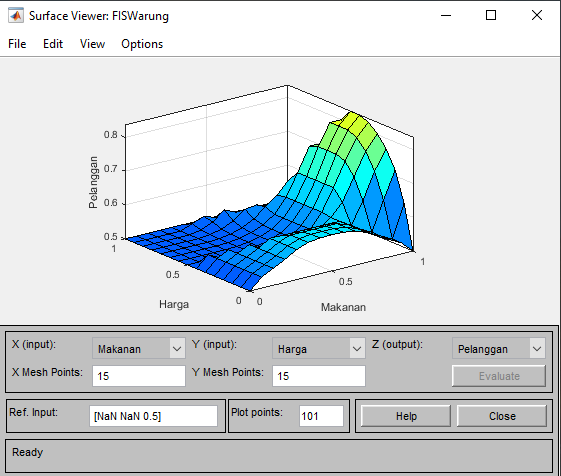 Surface Viewer: FISWarung
File Edit View Options
0.8
0.7
0.6
0.5
Pelanggan
1
0.5
0
Harga
0
0.5
1
Makanan
X (input): Makanan Y (input): Harga Z (output): Pelanggan
X Mesh Points: 15 Y Mesh Points: 15 Evaluate
Ref. Input: [NaN NaN 0.5] Plot points: 101 Help Close
Ready